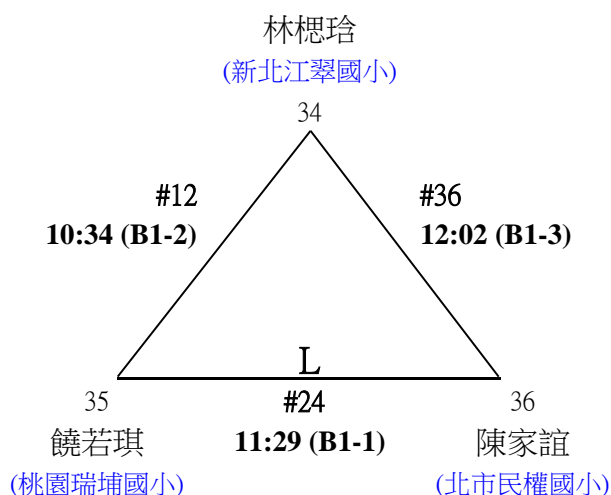 林楒琀
(新北江翠國小)
34
#12
10:34 (B1-2)
#36
12:02 (B1-3)
L
35
#24
36
饒若琪
11:29 (B1-1)
陳家誼
(桃園瑞埔國小)
(北市民權國小)